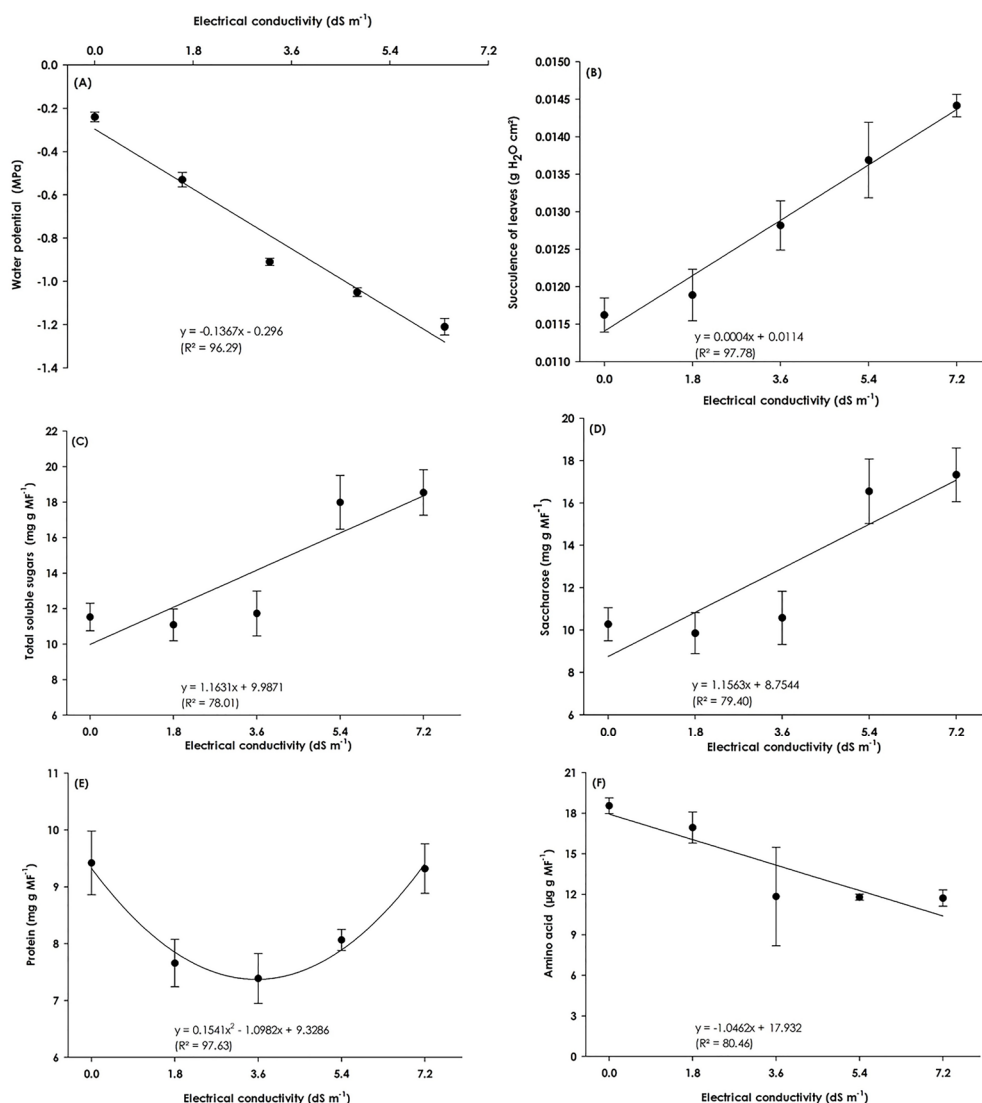 Electrical conductivity (dS m⁻¹)
0.0 1.8 3.6 5.4 7.2
(A)
Water potential (MPa)
0.0
-0.2
-0.4
-0.6
-0.8
-1.0
-1.2
-1.4
y = -0.1367x - 0.296
(R² = 96.29)
(B)
Succulence of leaves (g H₂O cm²)
0.0150
0.0145
0.0140
0.0135
0.0130
0.0125
0.0120
0.0115
0.0110
y = 0.0004x + 0.0114
(R² = 97.78)
0.0 1.8 3.6 5.4 7.2
Electrical conductivity (dS m⁻¹)
(C)
Total soluble sugars (mg g MF⁻¹)
22
20
18
16
14
12
10
8
6
y = 1.1631x + 9.9871
(R² = 78.01)
0.0 1.8 3.6 5.4 7.2
Electrical conductivity (dS m⁻¹)
(D)
Saccharose (mg g MF⁻¹)
20
18
16
14
12
10
8
6
y = 1.1563x + 8.7544
(R² = 79.40)
0.0 1.8 3.6 5.4 7.2
Electrical conductivity (dS m⁻¹)
(E)
Protein (mg g MF⁻¹)
11
10
9
8
7
6
y = 0.1541x² - 1.0982x + 9.3286
(R² = 97.63)
0.0 1.8 3.6 5.4 7.2
Electrical conductivity (dS m⁻¹)
(F)
Amino acid (µg g MF⁻¹)
21
18
15
12
9
6
3
0
y = -1.0462x + 17.932
(R² = 80.46)
0.0 1.8 3.6 5.4 7.2
Electrical conductivity (dS m⁻¹)